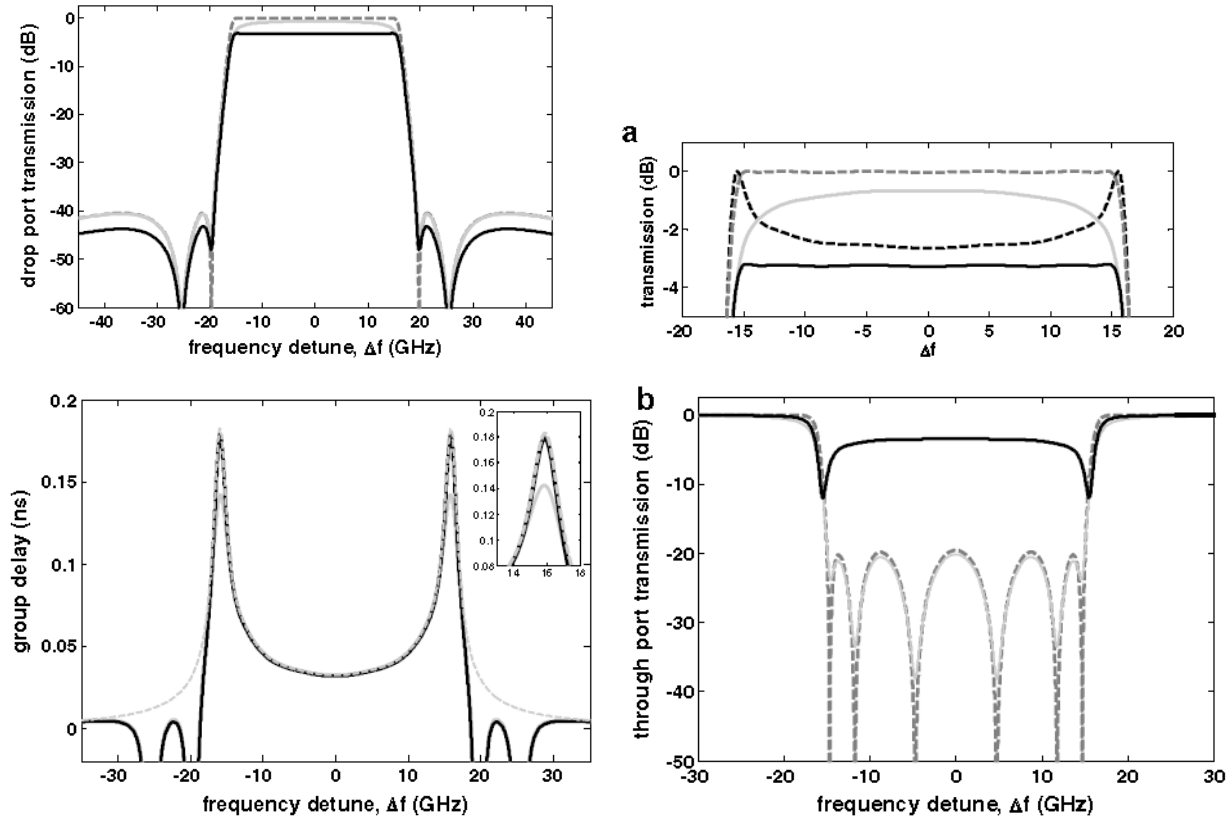 0
-10
-20
-30
-40
-50
-60
-40 -30 -20 -10 0 10 20 30 40
drop port transmission (dB)
frequency detune, Δf (GHz)
a
0
-2
-4
-20 -15 -10 -5 0 5 10 15 20
transmission (dB)
Δf
0.2
0.15
0.1
0.05
0
-30 -20 -10 0 10 20 30
group delay (ns)
frequency detune, Δf (GHz)
0.2
0.18
0.16
0.14
0.12
0.1
0.08
14 16 18
b
0
-10
-20
-30
-40
-50
-30 -20 -10 0 10 20 30
through port transmission (dB)
frequency detune, Δf (GHz)